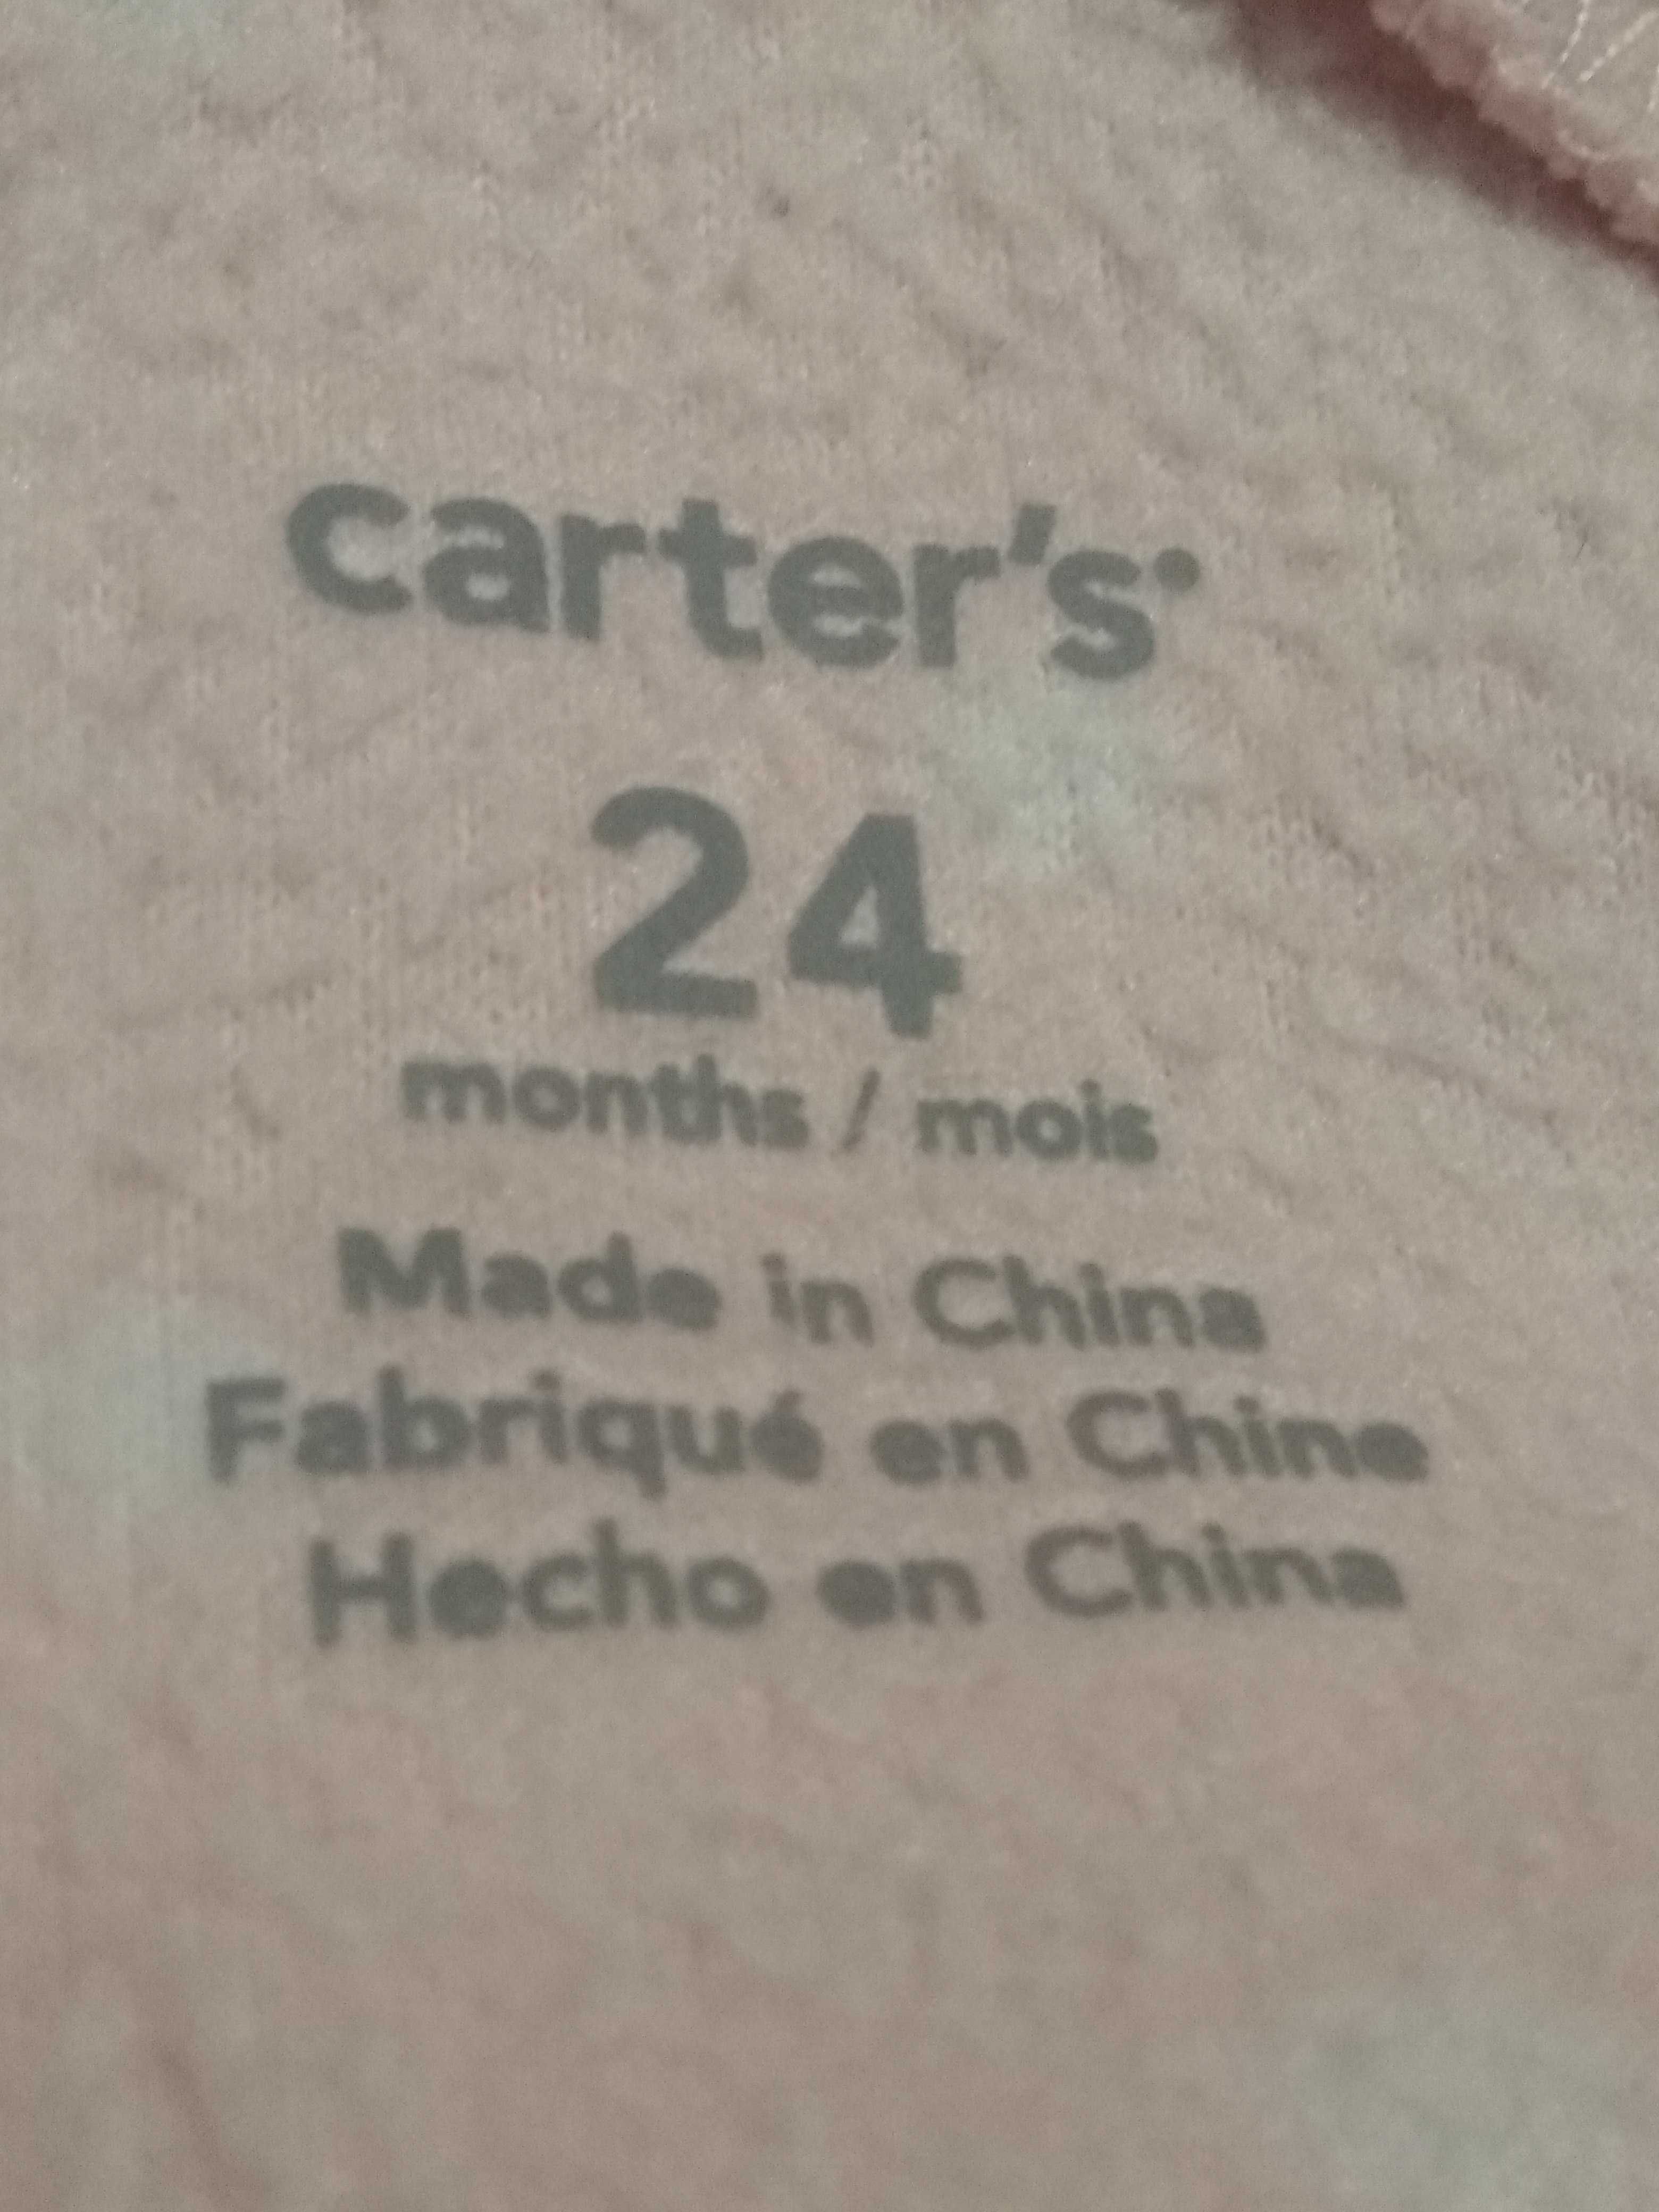 carter's
24
months / mois
Made in China
Fabriqué en Chine
Hecho en China